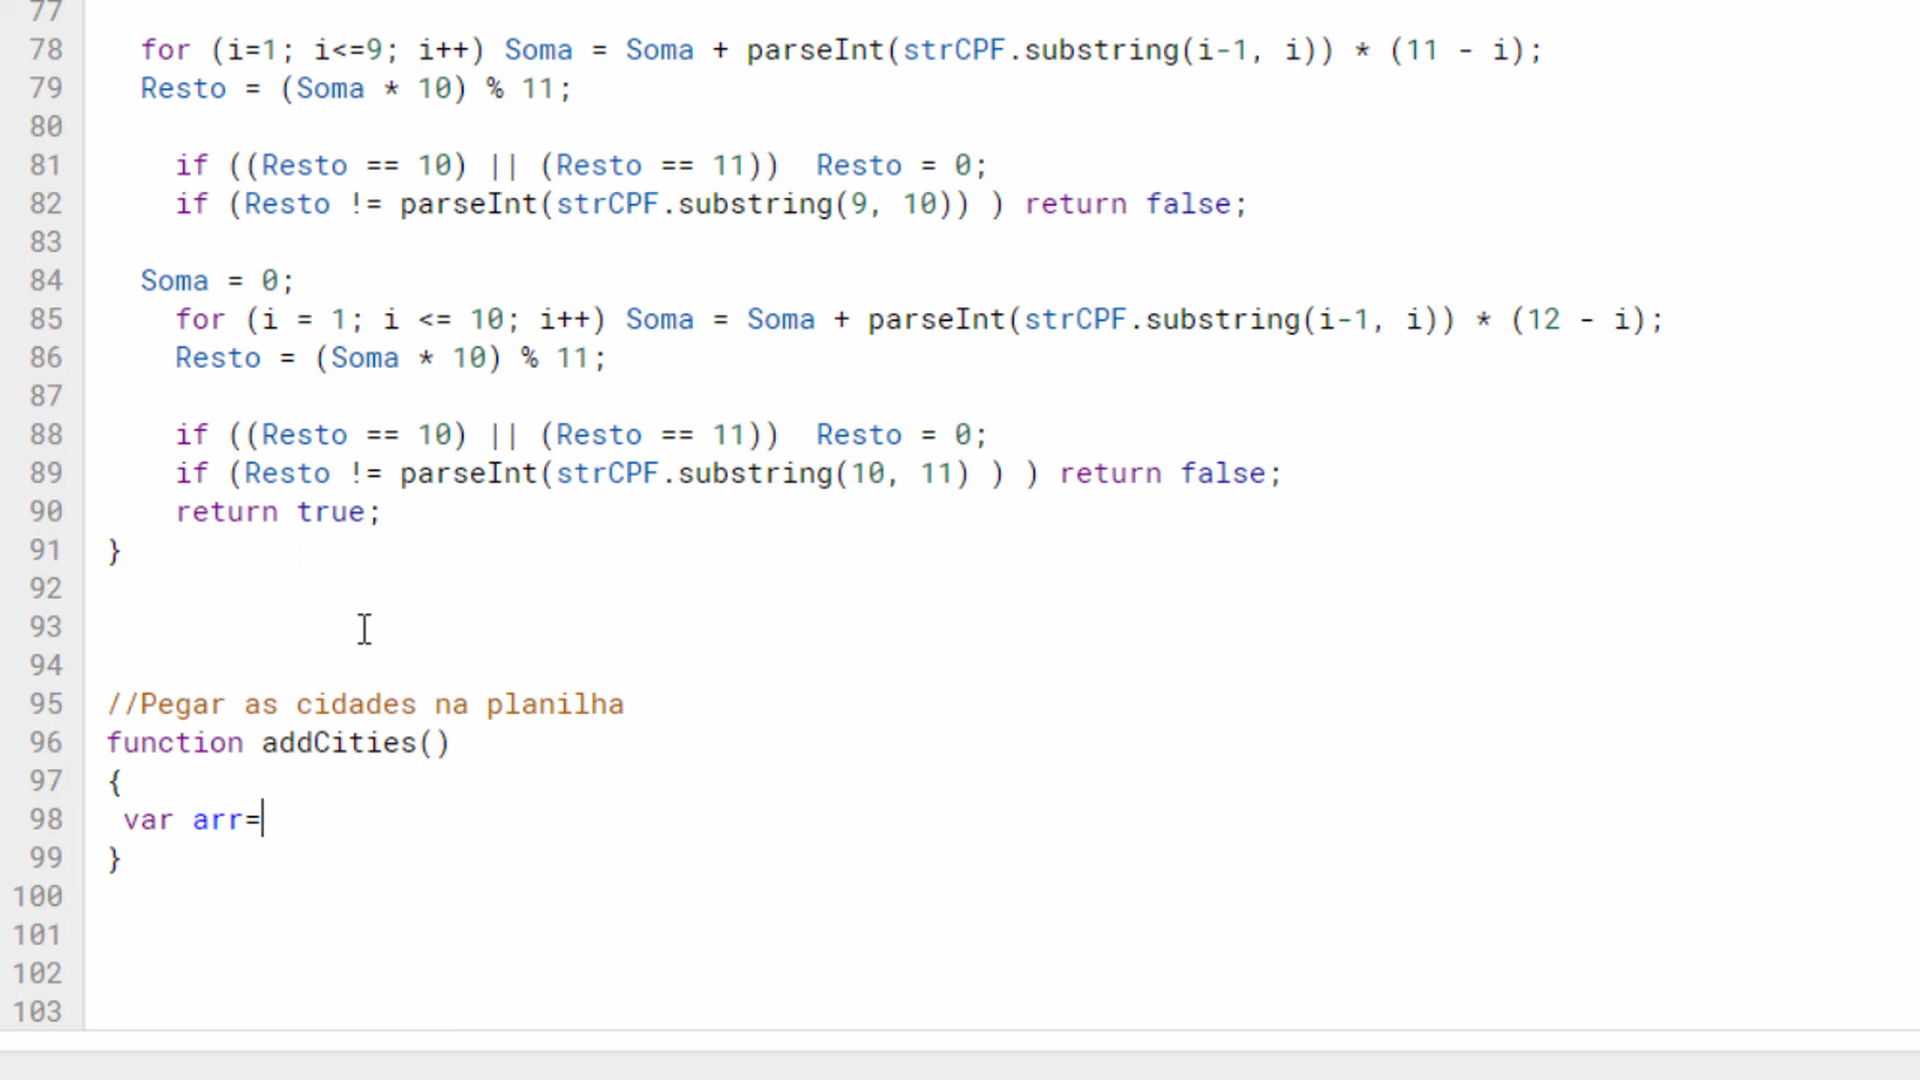 77
78 for (i=1; i<=9; i++) Soma = Soma + parseInt(strCPF.substring(i-1, i)) * (11 - i);
79 Resto = (Soma * 10) % 11;
80
81 if ((Resto == 10) || (Resto == 11))  Resto = 0;
82 if (Resto != parseInt(strCPF.substring(9, 10)) ) return false;
83
84 Soma = 0;
85 for (i = 1; i <= 10; i++) Soma = Soma + parseInt(strCPF.substring(i-1, i)) * (12 - i);
86 Resto = (Soma * 10) % 11;
87
88 if ((Resto == 10) || (Resto == 11))  Resto = 0;
89 if (Resto != parseInt(strCPF.substring(10, 11) ) ) return false;
90 return true;
91 }
92
93
94
95 //Pegar as cidades na planilha
96 function addCities()
97 {
98 var arr=
99 }
100
101
102
103